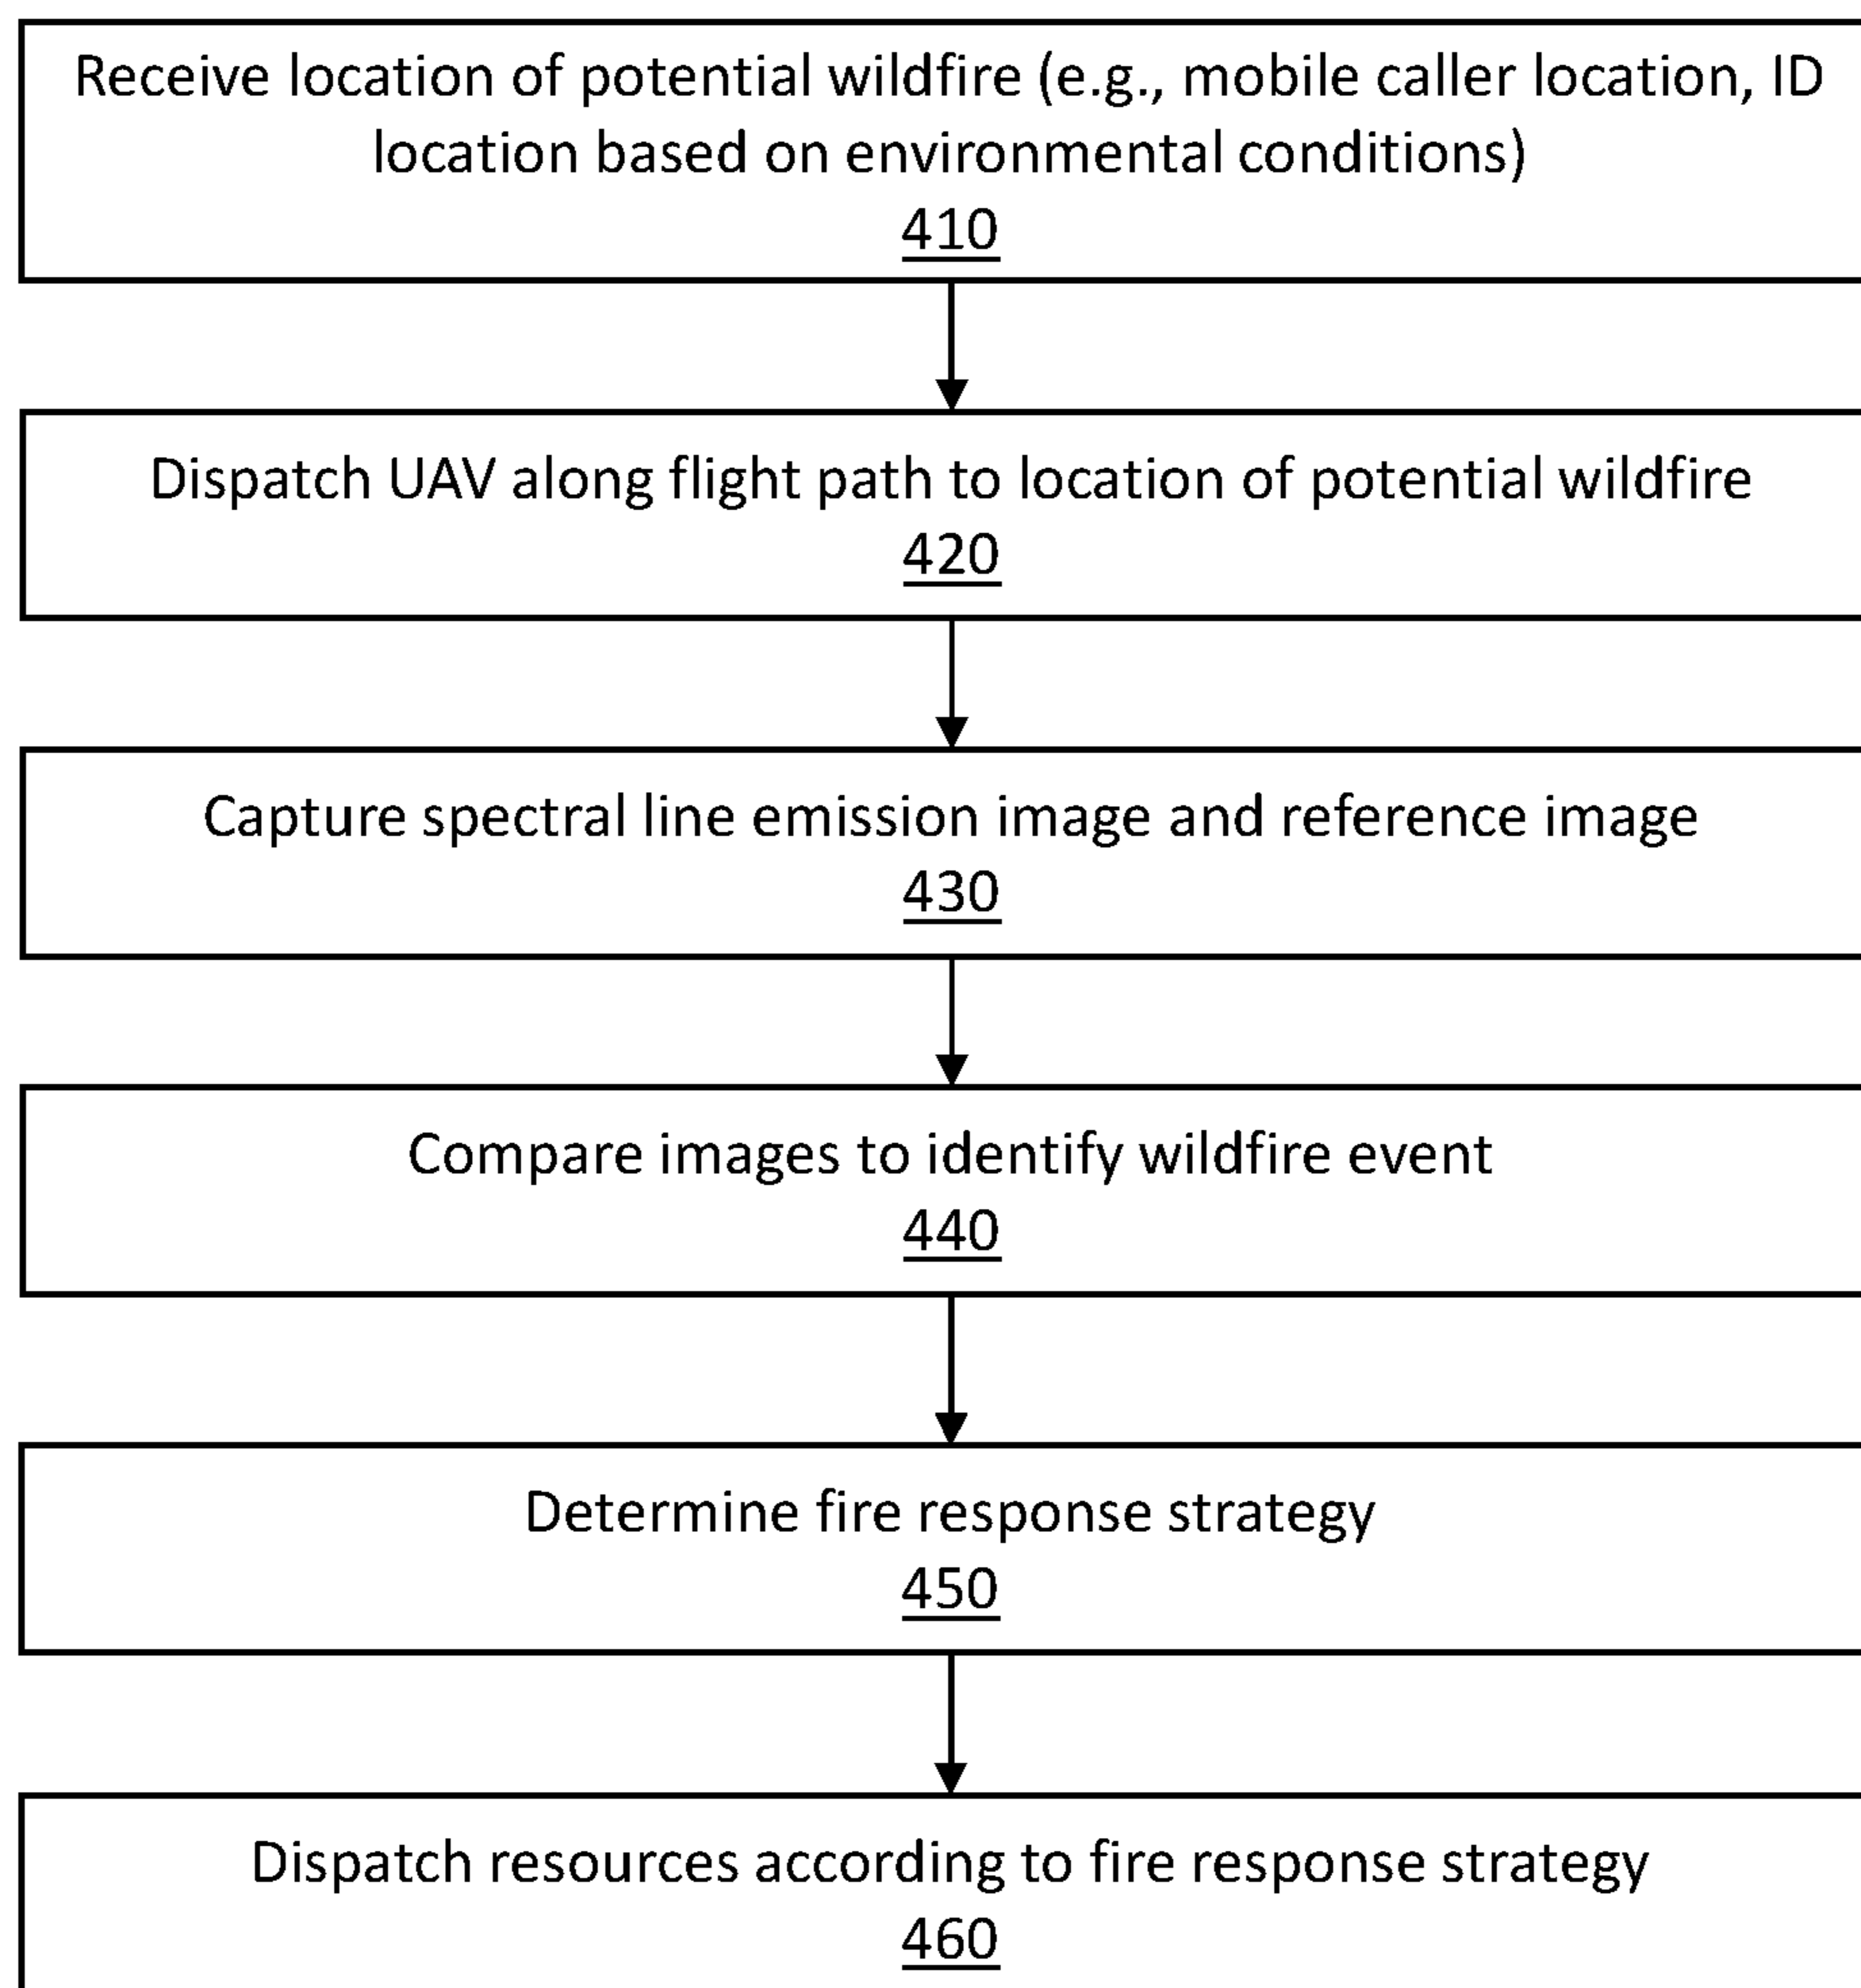 Receive location of potential wildfire (e.g., mobile caller location, ID
location based on environmental conditions)
410
Dispatch UAV along flight path to location of potential wildfire
420
Capture spectral line emission image and reference image
430
Compare images to identify wildfire event
440
Determine fire response strategy
450
Dispatch resources according to fire response strategy
460